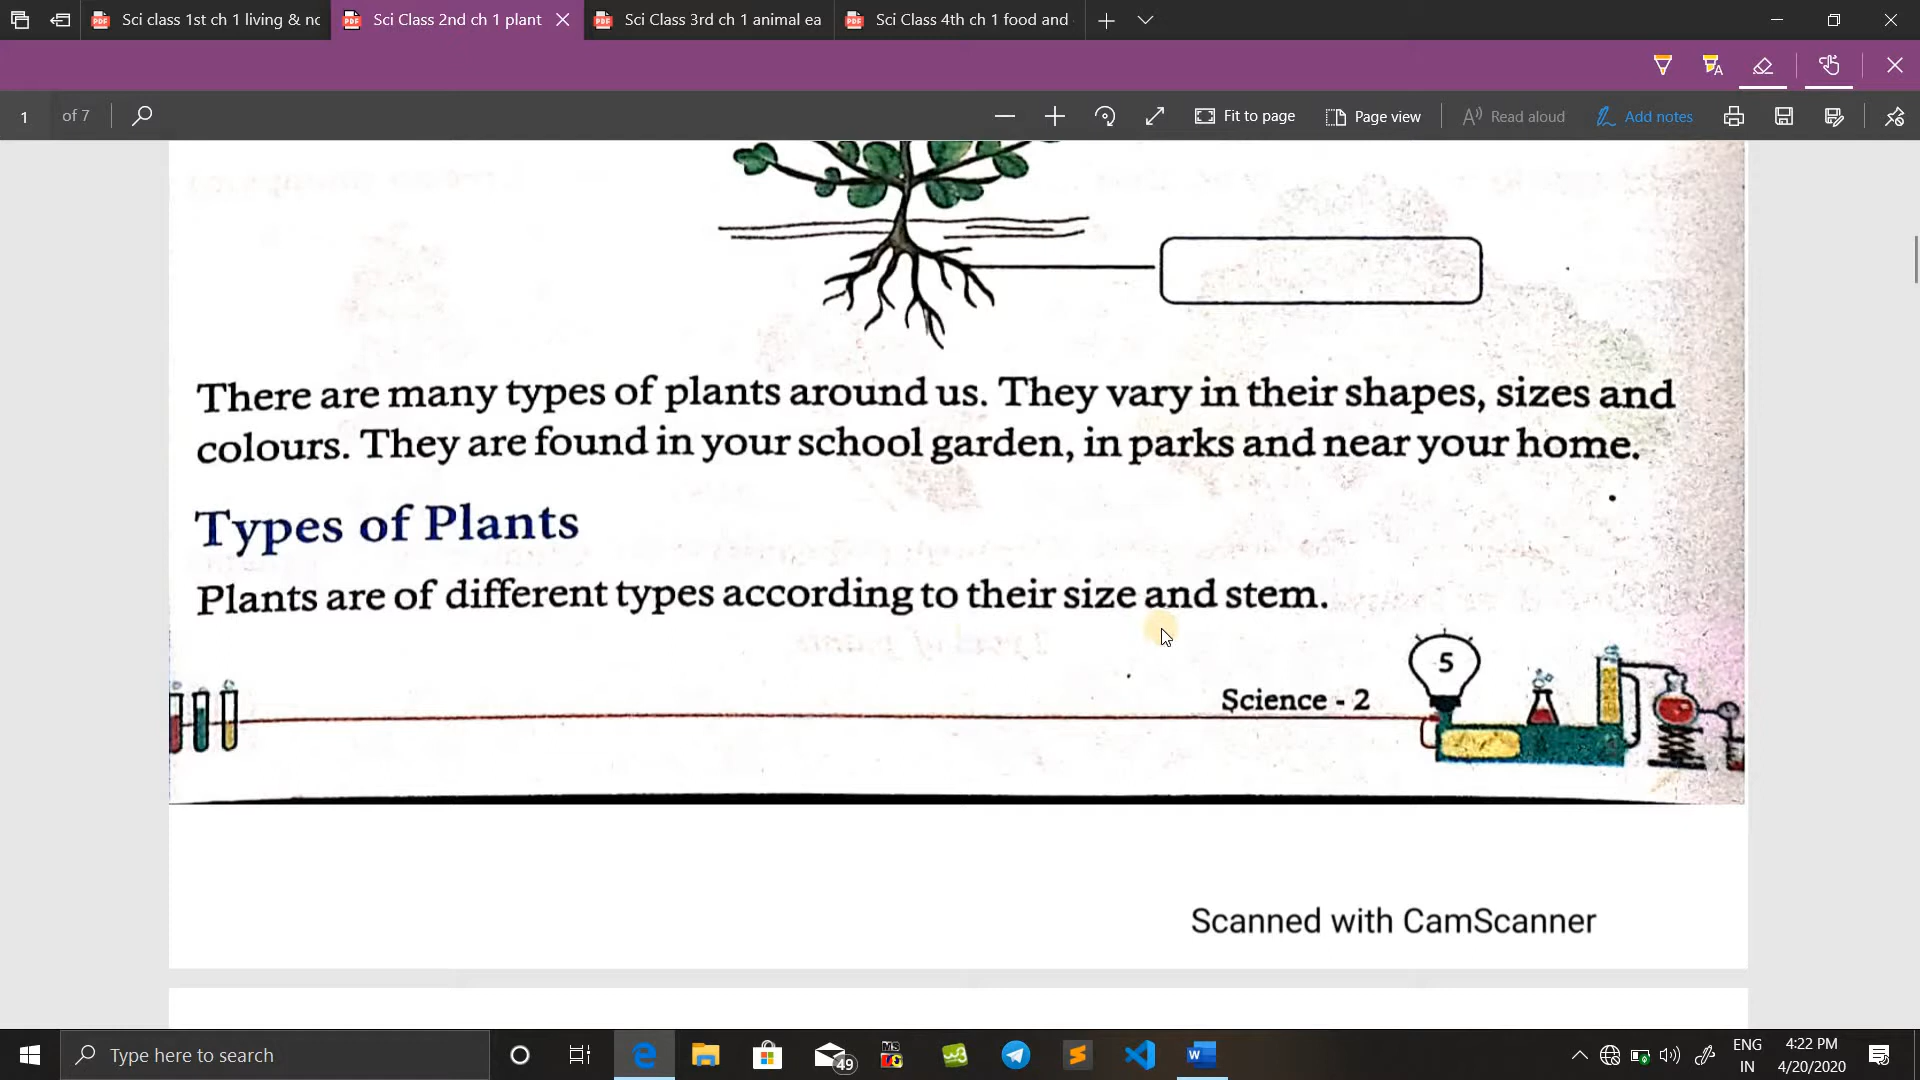 Sci class 1st ch 1 living & no
Sci Class 2nd ch 1 plant
Sci Class 3rd ch 1 animal ea
Sci Class 4th ch 1 food and
1 of 7
Fit to page
Page view
Read aloud
Add notes
There are many types of plants around us. They vary in their shapes, sizes and
colours. They are found in your school garden, in parks and near your home.
Types of Plants
Plants are of different types according to their size and stem.
5
Science - 2
Scanned with CamScanner
Type here to search
49
ENG
IN
4:22 PM
4/20/2020